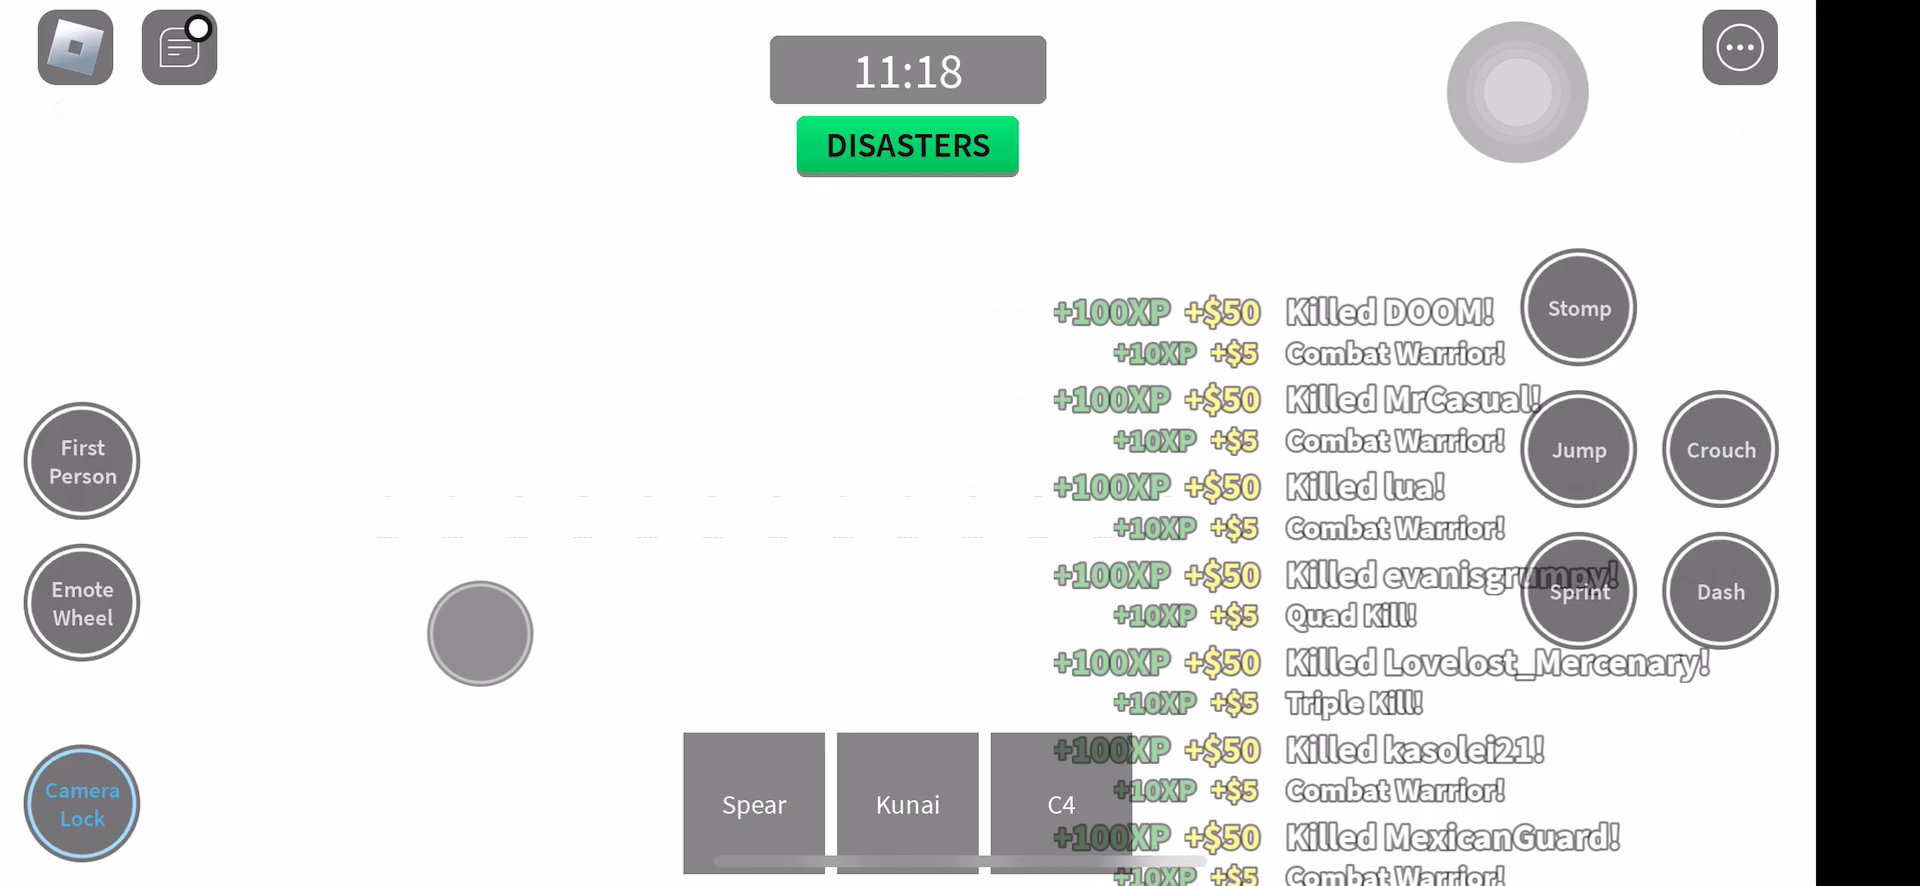 11:18
DISASTERS
+100XP +$50 Killed DOOM!
+10XP +$5 Combat Warrior!
+100XP +$50 Killed MrCasual!
+10XP +$5 Combat Warrior!
+100XP +$50 Killed lua!
+10XP +$5 Combat Warrior!
+100XP +$50 Killed evanisgrumpy!
+10XP +$5 Quad Kill!
+100XP +$50 Killed Lovelost_Mercenary!
+10XP +$5 Triple Kill!
+100XP +$50 Killed kasolei21!
+10XP +$5 Combat Warrior!
+100XP +$50 Killed MexicanGuard!
+10XP +$5 Combat Warrior!
Stomp
Jump
Crouch
Sprint
Dash
First
Person
Emote
Wheel
Camera
Lock
Spear
Kunai
C4